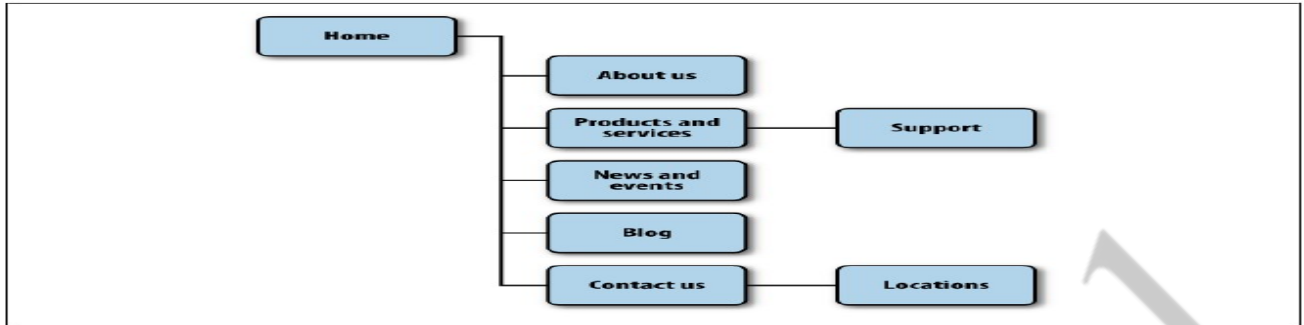 Home
About us
Products and
services
Support
News and
events
Blog
Contact us
Locations